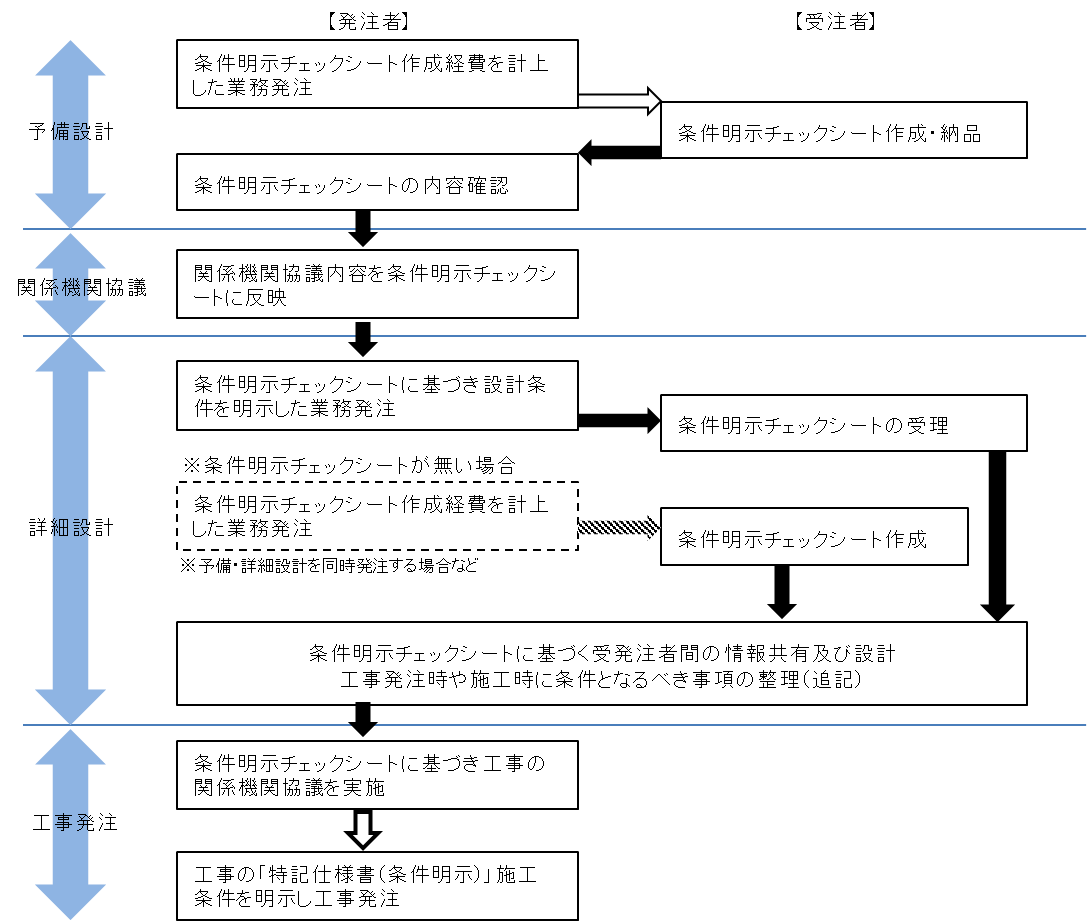 【発注者】
【受注者】
予備設計
条件明示チェックシート作成経費を計上
した業務発注
条件明示チェックシート作成・納品
条件明示チェックシートの内容確認
関係機関協議
関係機関協議内容を条件明示チェックシ
ートに反映
詳細設計
条件明示チェックシートに基づき設計条
件を明示した業務発注
条件明示チェックシートの受理
※条件明示チェックシートが無い場合
条件明示チェックシート作成経費を計上
した業務発注
条件明示チェックシート作成
※予備・詳細設計を同時発注する場合など
条件明示チェックシートに基づく受発注者間の情報共有及び設計
工事発注時や施工時に条件となるべき事項の整理(追記)
工事発注
条件明示チェックシートに基づき工事の
関係機関協議を実施
工事の「特記仕様書(条件明示)」施工
条件を明示し工事発注